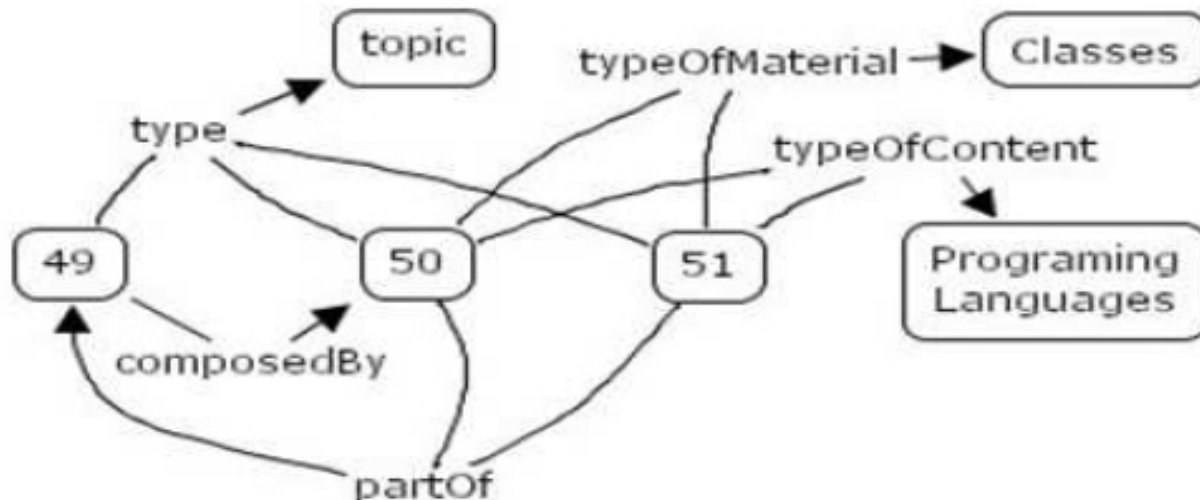 topic
typeOfMaterial
Classes
type
typeOfContent
49
50
51
Programing
Languages
composedBy
partOf